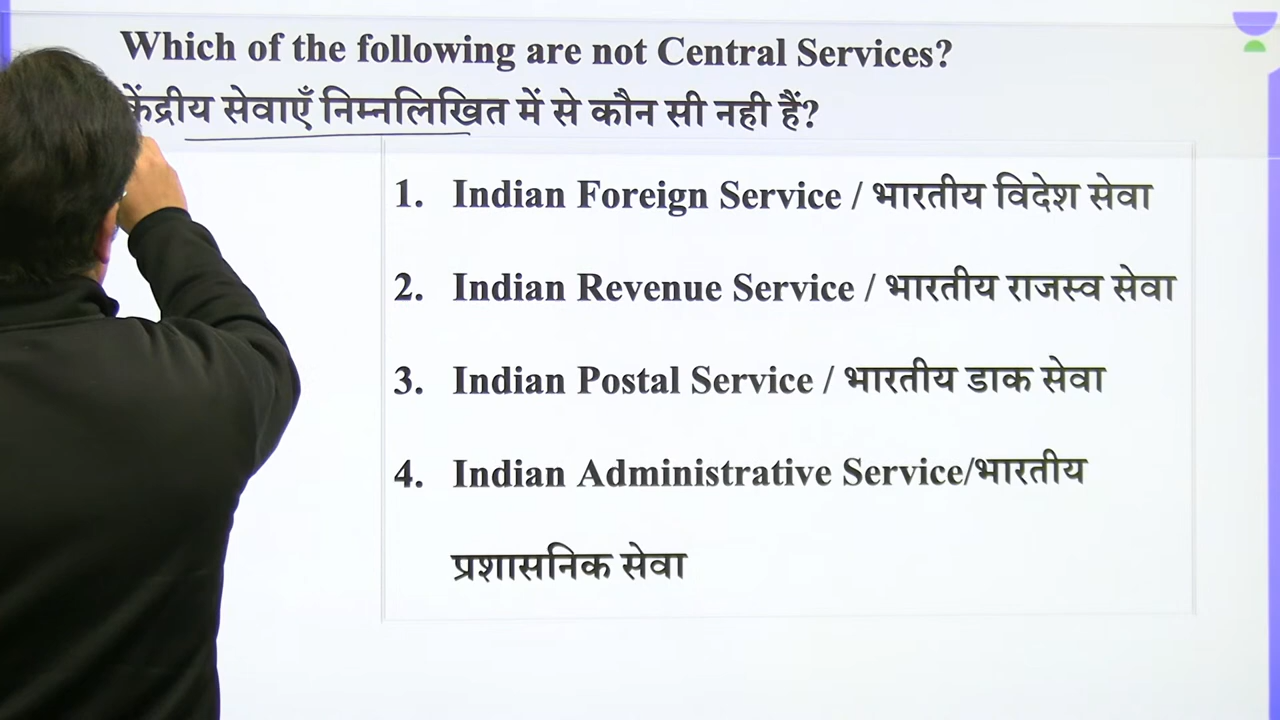 Which of the following are not Central Services?
केंद्रीय सेवाएँ निम्नलिखित में से कौन सी नही हैं?
1. Indian Foreign Service / भारतीय विदेश सेवा
2. Indian Revenue Service / भारतीय राजस्व सेवा
3. Indian Postal Service / भारतीय डाक सेवा
4. Indian Administrative Service/भारतीय
प्रशासनिक सेवा